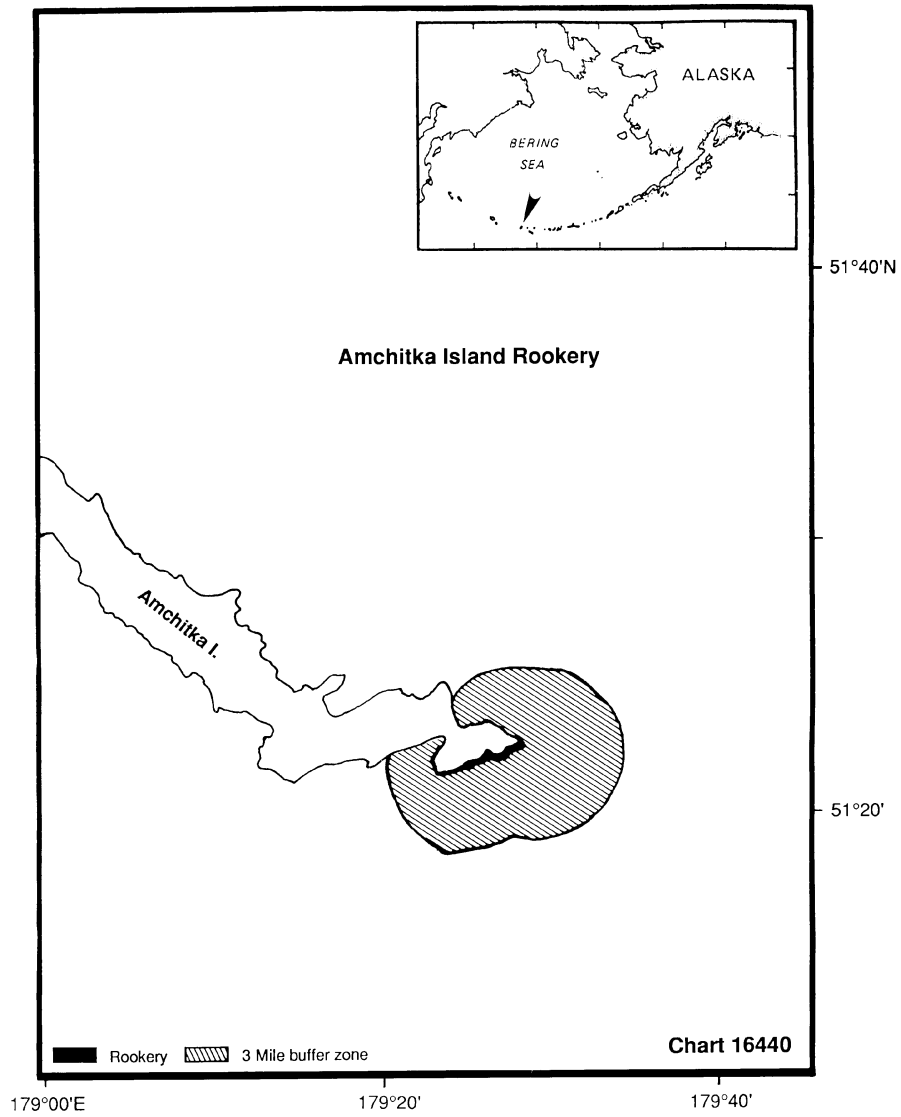 ALASKA
BERING
SEA
51°40'N
Amchitka Island Rookery
Amchitka I.
51°20'
Rookery
3 Mile buffer zone
Chart 16440
179°00'E
179°20'
179°40'